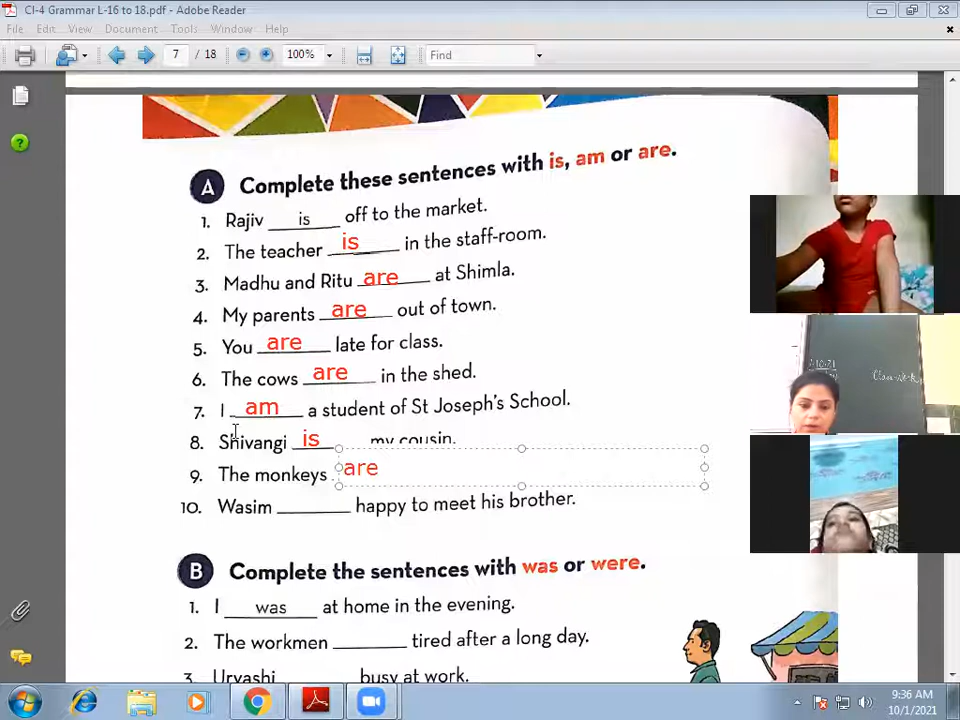 Cl-4 Grammar L-16 to 18.pdf - Adobe Reader
File Edit View Document Tools Window Help
7 / 18 100% Find
A Complete these sentences with is, am or are.
1. Rajiv is off to the market.
2. The teacher is in the staff-room.
3. Madhu and Ritu are at Shimla.
4. My parents are out of town.
5. You are late for class.
6. The cows are in the shed.
7. I am a student of St Joseph's School.
8. Shivangi is my cousin.
9. The monkeys are
10. Wasim ______ happy to meet his brother.
B Complete the sentences with was or were.
1. I was at home in the evening.
2. The workmen ______ tired after a long day.
3. Urvashi ______ busy at work.
9:36 AM
10/1/2021